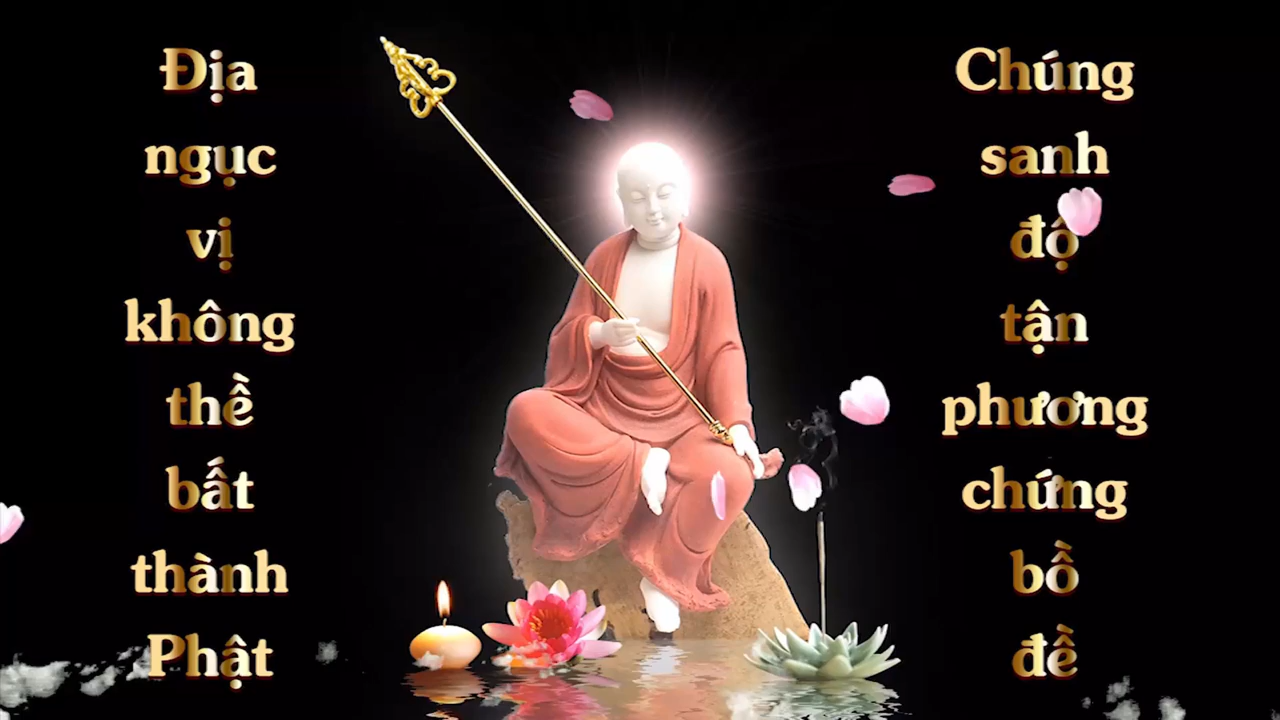 Địa
ngục
vị
không
thề
bất
thành
Phật
Chúng
sanh
độ
tận
phương
chứng
bồ
đề